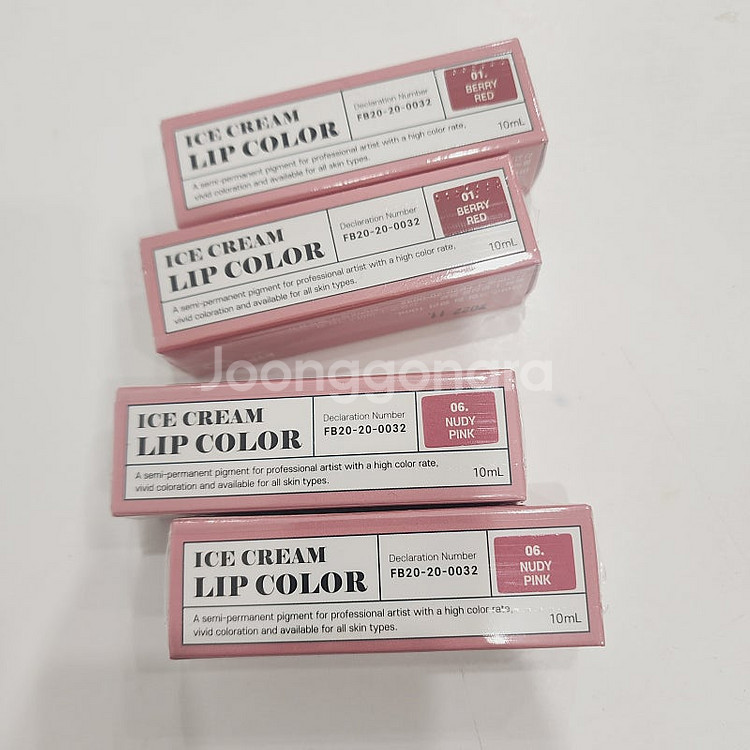 ICE CREAM
LIP COLOR
Declaration Number
FB20-20-0032
01.
BERRY
RED
A semi-permanent pigment for professional artist with a high color rate,
vivid coloration and available for all skin types.
10mL
ICE CREAM
LIP COLOR
Declaration Number
FB20-20-0032
01.
BERRY
RED
A semi-permanent pigment for professional artist with a high color rate,
vivid coloration and available for all skin types.
10mL
Joonggonara
ICE CREAM
LIP COLOR
Declaration Number
FB20-20-0032
06.
NUDY
PINK
A semi-permanent pigment for professional artist with a high color rate,
vivid coloration and available for all skin types.
10mL
ICE CREAM
LIP COLOR
Declaration Number
FB20-20-0032
06.
NUDY
PINK
A semi-permanent pigment for professional artist with a high color rate,
vivid coloration and available for all skin types.
10mL